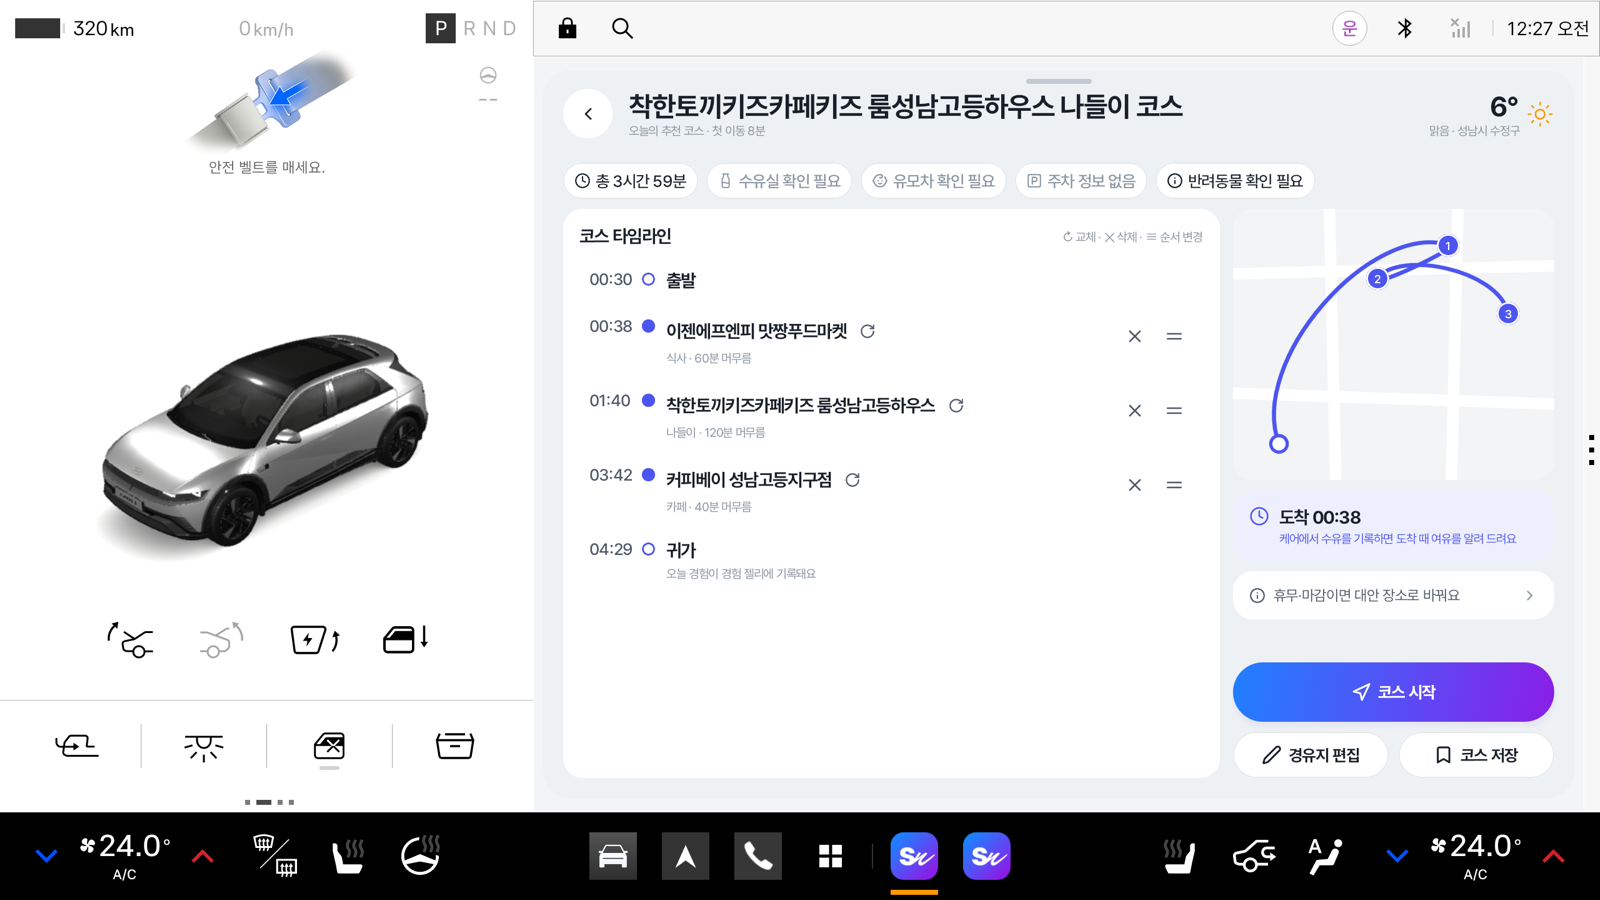 320 km
0 km/h
P R N D
12:27 오전
운
--
안전 벨트를 매세요.
착한토끼키즈카페키즈 룸성남고등하우스 나들이 코스
오늘의 추천 코스 · 첫 이동 8분
6°
맑음 · 성남시 수정구
총 3시간 59분
수유실 확인 필요
유모차 확인 필요
P 주차 정보 없음
반려동물 확인 필요
코스 타임라인
교체 · 삭제 · 순서 변경
00:30 출발
00:38 이젠에프엔피 맛짱푸드마켓
식사 · 60분 머무름
01:40 착한토끼키즈카페키즈 룸성남고등하우스
나들이 · 120분 머무름
03:42 커피베이 성남고등지구점
카페 · 40분 머무름
04:29 귀가
오늘 경험이 경험 젤리에 기록돼요
1
2
3
도착 00:38
케어에서 수유를 기록하면 도착 때 여유를 알려 드려요
휴무·마감이면 대안 장소로 바꿔요
코스 시작
경유지 편집
코스 저장
24.0°
A/C
A
24.0°
A/C